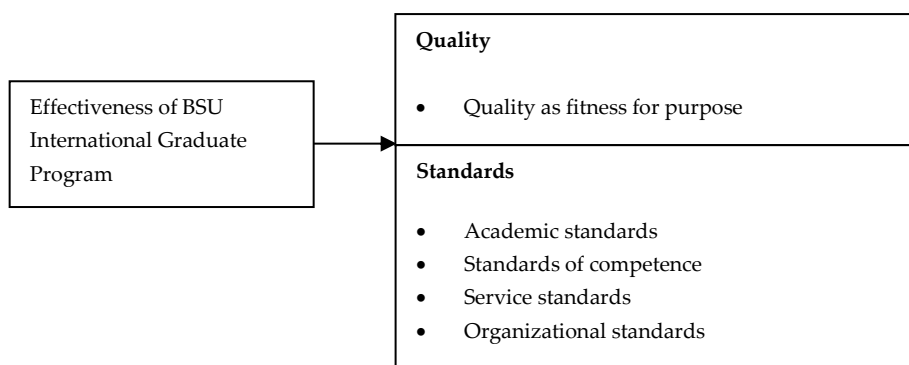 Effectiveness of BSU
International Graduate
Program
Quality
• Quality as fitness for purpose
Standards
• Academic standards
• Standards of competence
• Service standards
• Organizational standards